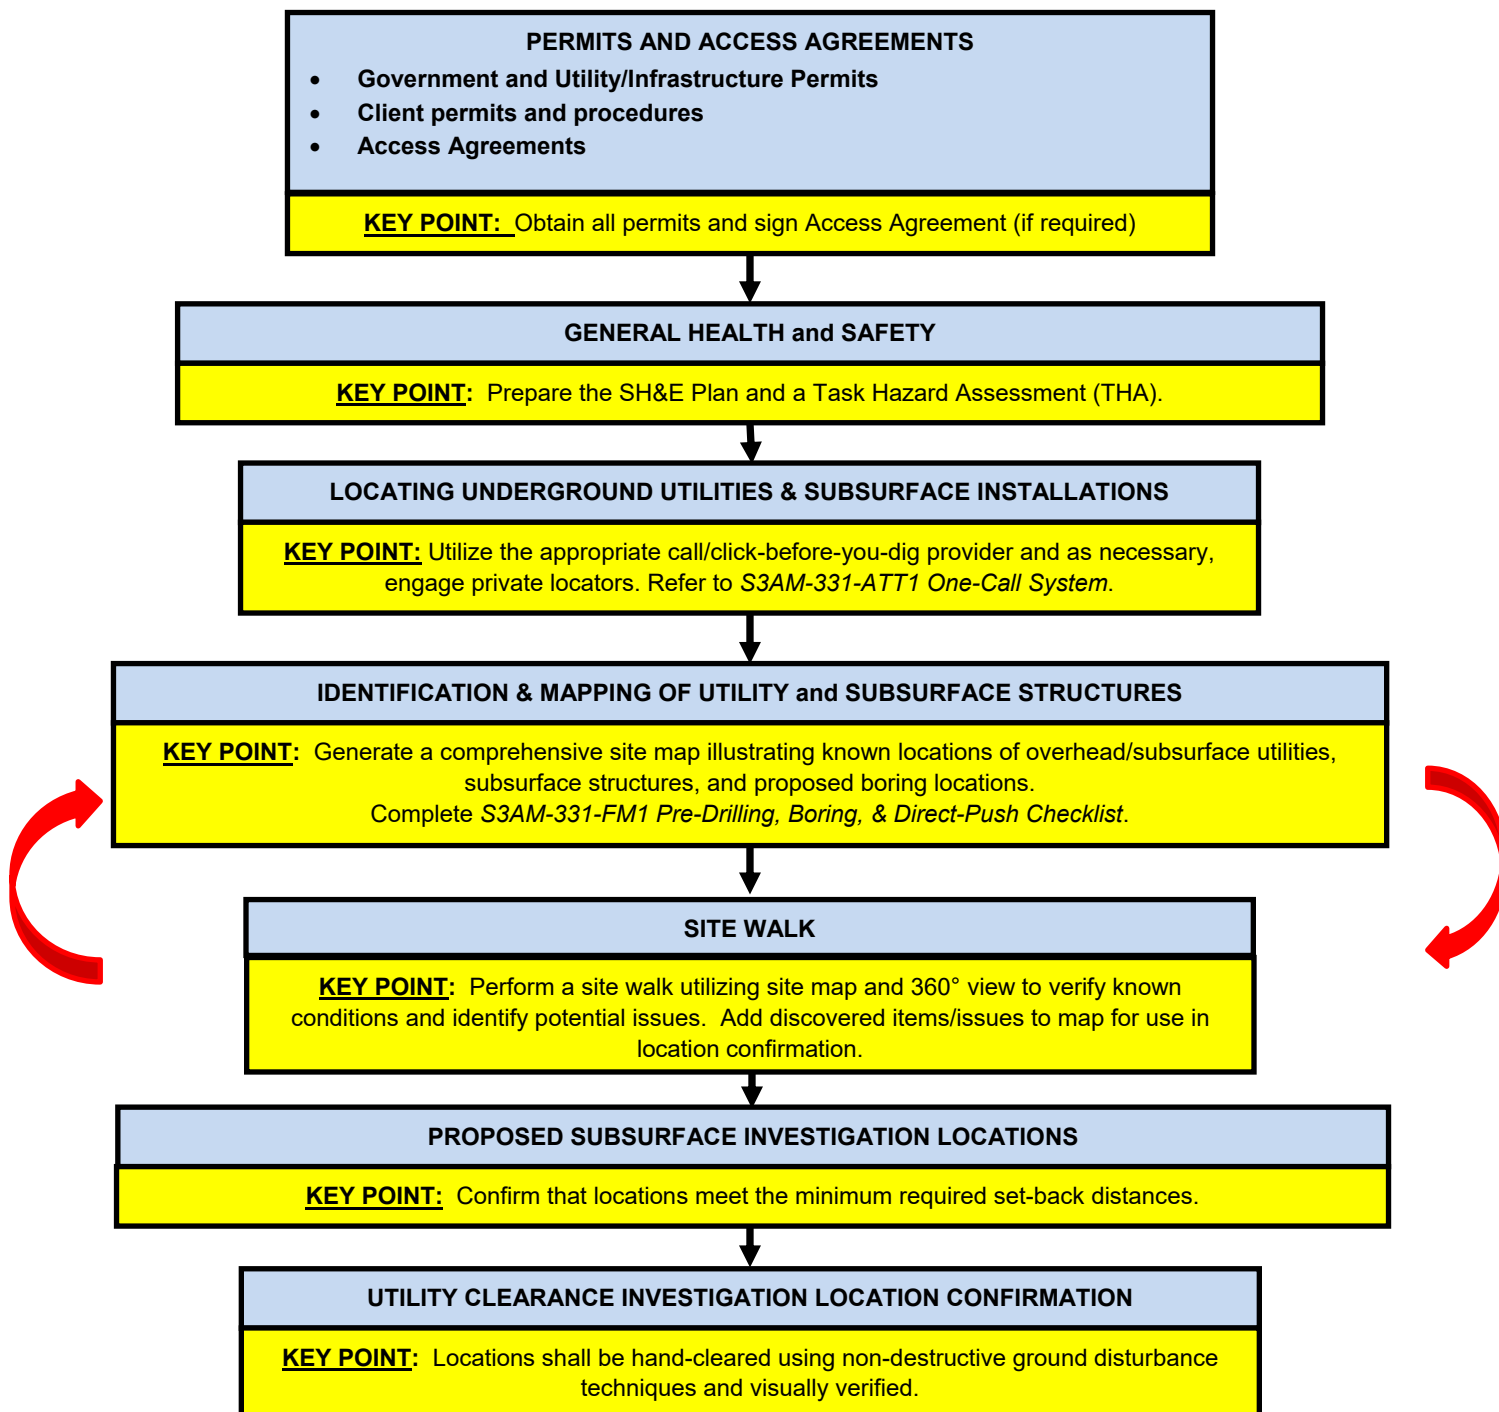 PERMITS AND ACCESS AGREEMENTS
• Government and Utility/Infrastructure Permits
• Client permits and procedures
• Access Agreements
KEY POINT: Obtain all permits and sign Access Agreement (if required)
GENERAL HEALTH and SAFETY
KEY POINT: Prepare the SH&E Plan and a Task Hazard Assessment (THA).
LOCATING UNDERGROUND UTILITIES & SUBSURFACE INSTALLATIONS
KEY POINT: Utilize the appropriate call/click-before-you-dig provider and as necessary,
engage private locators. Refer to S3AM-331-ATT1 One-Call System.
IDENTIFICATION & MAPPING OF UTILITY and SUBSURFACE STRUCTURES
KEY POINT: Generate a comprehensive site map illustrating known locations of overhead/subsurface utilities,
subsurface structures, and proposed boring locations.
Complete S3AM-331-FM1 Pre-Drilling, Boring, & Direct-Push Checklist.
SITE WALK
KEY POINT: Perform a site walk utilizing site map and 360° view to verify known
conditions and identify potential issues. Add discovered items/issues to map for use in
location confirmation.
PROPOSED SUBSURFACE INVESTIGATION LOCATIONS
KEY POINT: Confirm that locations meet the minimum required set-back distances.
UTILITY CLEARANCE INVESTIGATION LOCATION CONFIRMATION
KEY POINT: Locations shall be hand-cleared using non-destructive ground disturbance
techniques and visually verified.